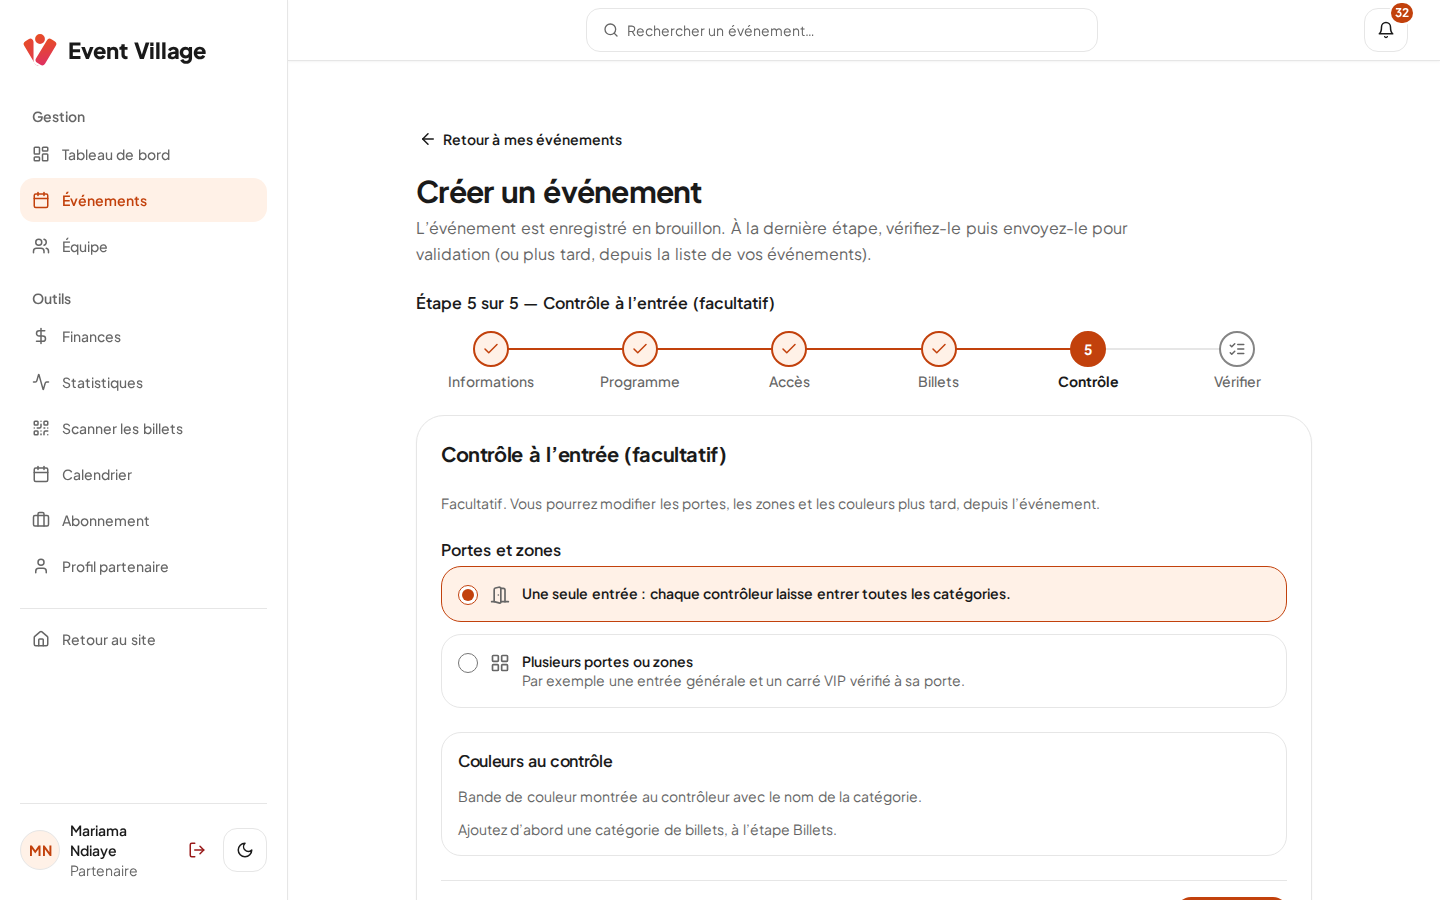 Event Village
Rechercher un événement…
32
Gestion
Tableau de bord
Événements
Équipe
Outils
Finances
Statistiques
Scanner les billets
Calendrier
Abonnement
Profil partenaire
Retour au site
MN
Mariama
Ndiaye
Partenaire
Retour à mes événements
Créer un événement
L’événement est enregistré en brouillon. À la dernière étape, vérifiez-le puis envoyez-le pour
validation (ou plus tard, depuis la liste de vos événements).
Étape 5 sur 5 — Contrôle à l’entrée (facultatif)
5
Informations
Programme
Accès
Billets
Contrôle
Vérifier
Contrôle à l’entrée (facultatif)
Facultatif. Vous pourrez modifier les portes, les zones et les couleurs plus tard, depuis l’événement.
Portes et zones
Une seule entrée : chaque contrôleur laisse entrer toutes les catégories.
Plusieurs portes ou zones
Par exemple une entrée générale et un carré VIP vérifié à sa porte.
Couleurs au contrôle
Bande de couleur montrée au contrôleur avec le nom de la catégorie.
Ajoutez d’abord une catégorie de billets, à l’étape Billets.